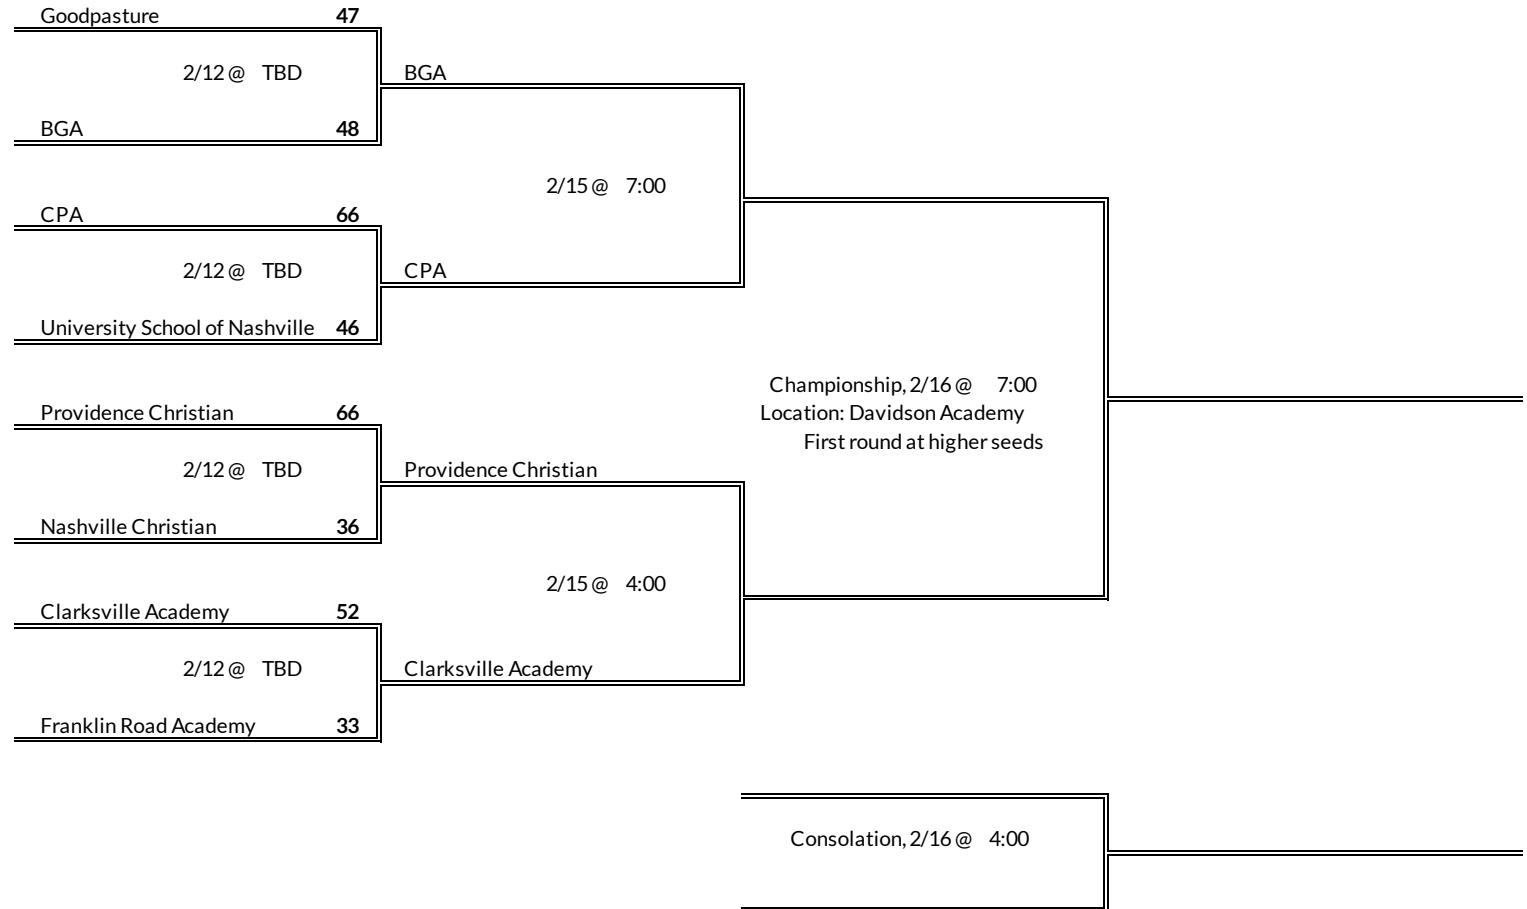 Goodpasture 47
2/12 @ TBD BGA
BGA 48
2/15 @ 7:00
CPA 66
2/12 @ TBD CPA
University School of Nashville 46
Championship, 2/16 @ 7:00
Providence Christian 66 Location: Davidson Academy
First round at higher seeds
2/12 @ TBD Providence Christian
Nashville Christian 36
2/15 @ 4:00
Clarksville Academy 52
2/12 @ TBD Clarksville Academy
Franklin Road Academy 33
Consolation, 2/16 @ 4:00